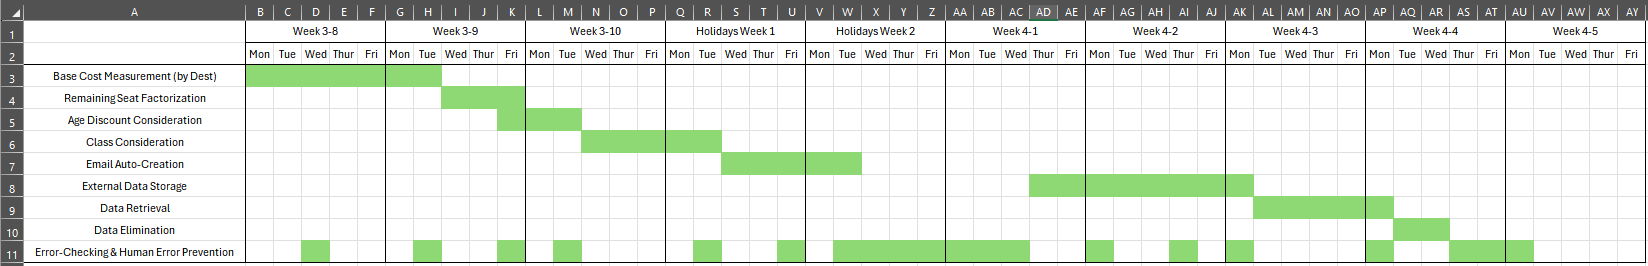 A B C D E F G H I J K L M N O P Q R S T U V W X Y Z AA AB AC AD AE AF AG AH AI AJ AK AL AM AN AO AP AQ AR AS AT AU AV AW AX AY
1 Week 3-8 Week 3-9 Week 3-10 Holidays Week 1 Holidays Week 2 Week 4-1 Week 4-2 Week 4-3 Week 4-4 Week 4-5
2 Mon Tue Wed Thur Fri Mon Tue Wed Thur Fri Mon Tue Wed Thur Fri Mon Tue Wed Thur Fri Mon Tue Wed Thur Fri Mon Tue Wed Thur Fri Mon Tue Wed Thur Fri Mon Tue Wed Thur Fri Mon Tue Wed Thur Fri Mon Tue Wed Thur Fri
3 Base Cost Measurement (by Dest)
4 Remaining Seat Factorization
5 Age Discount Consideration
6 Class Consideration
7 Email Auto-Creation
8 External Data Storage
9 Data Retrieval
10 Data Elimination
11 Error-Checking & Human Error Prevention